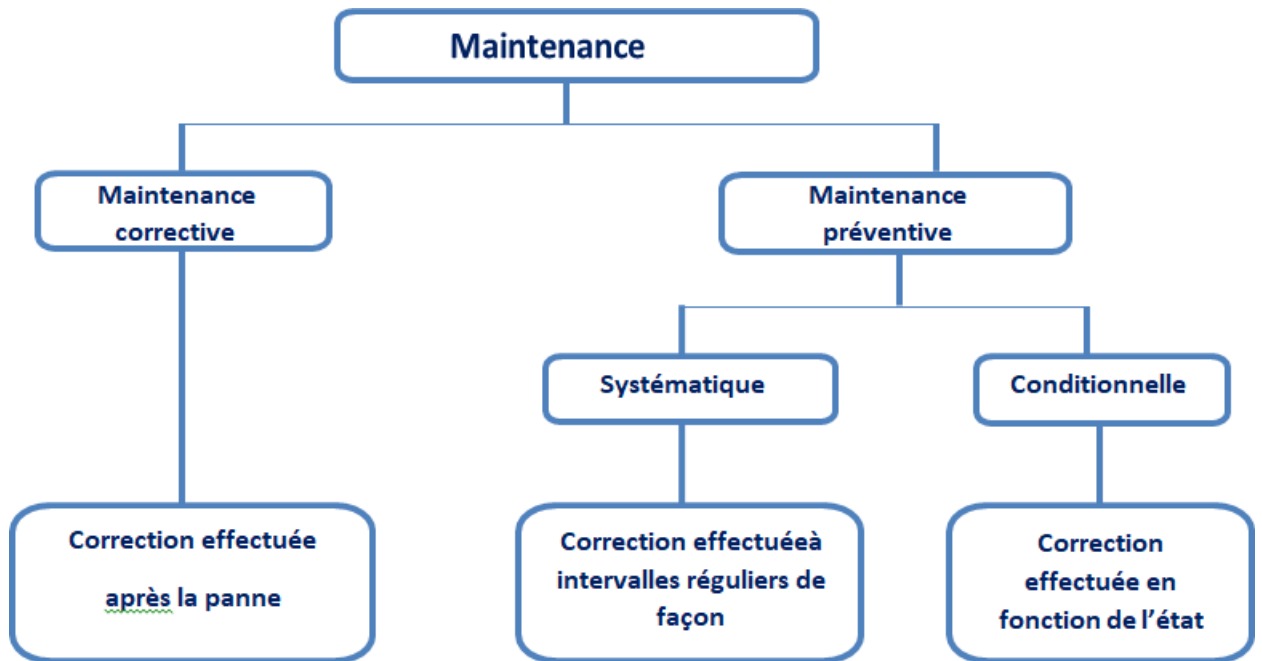 Maintenance
Maintenance
corrective
Maintenance
préventive
Systématique
Conditionnelle
Correction effectuée
après la panne
Correction effectuéeà
intervalles réguliers de
façon
Correction
effectuée en
fonction de l’état